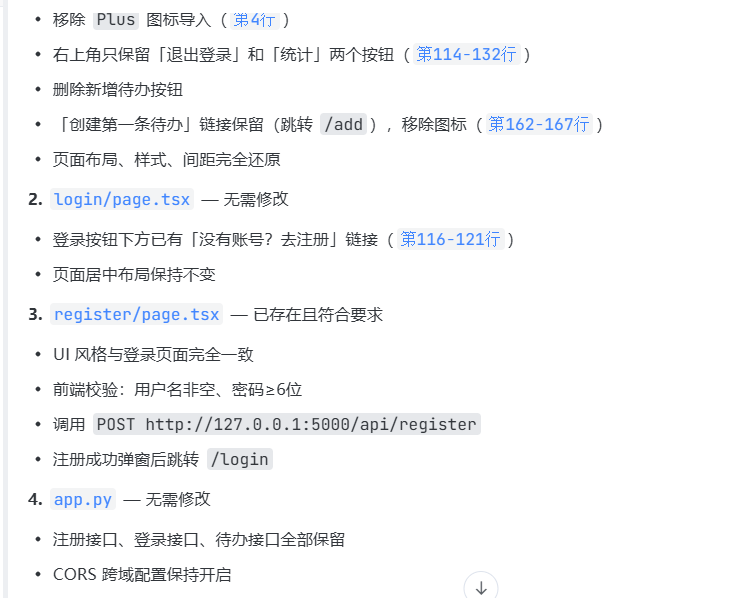 • 移除 Plus 图标导入（ 第4行 ）
• 右上角只保留「退出登录」和「统计」两个按钮（ 第114-132行 ）
• 删除新增待办按钮
• 「创建第一条待办」链接保留（跳转 /add ），移除图标（ 第162-167行 ）
• 页面布局、样式、间距完全还原
2. login/page.tsx — 无需修改
• 登录按钮下方已有「没有账号？去注册」链接（ 第116-121行 ）
• 页面居中布局保持不变
3. register/page.tsx — 已存在且符合要求
• UI 风格与登录页面完全一致
• 前端校验：用户名非空、密码≥6位
• 调用 POST http://127.0.0.1:5000/api/register
• 注册成功弹窗后跳转 /login
4. app.py — 无需修改
• 注册接口、登录接口、待办接口全部保留
• CORS 跨域配置保持开启